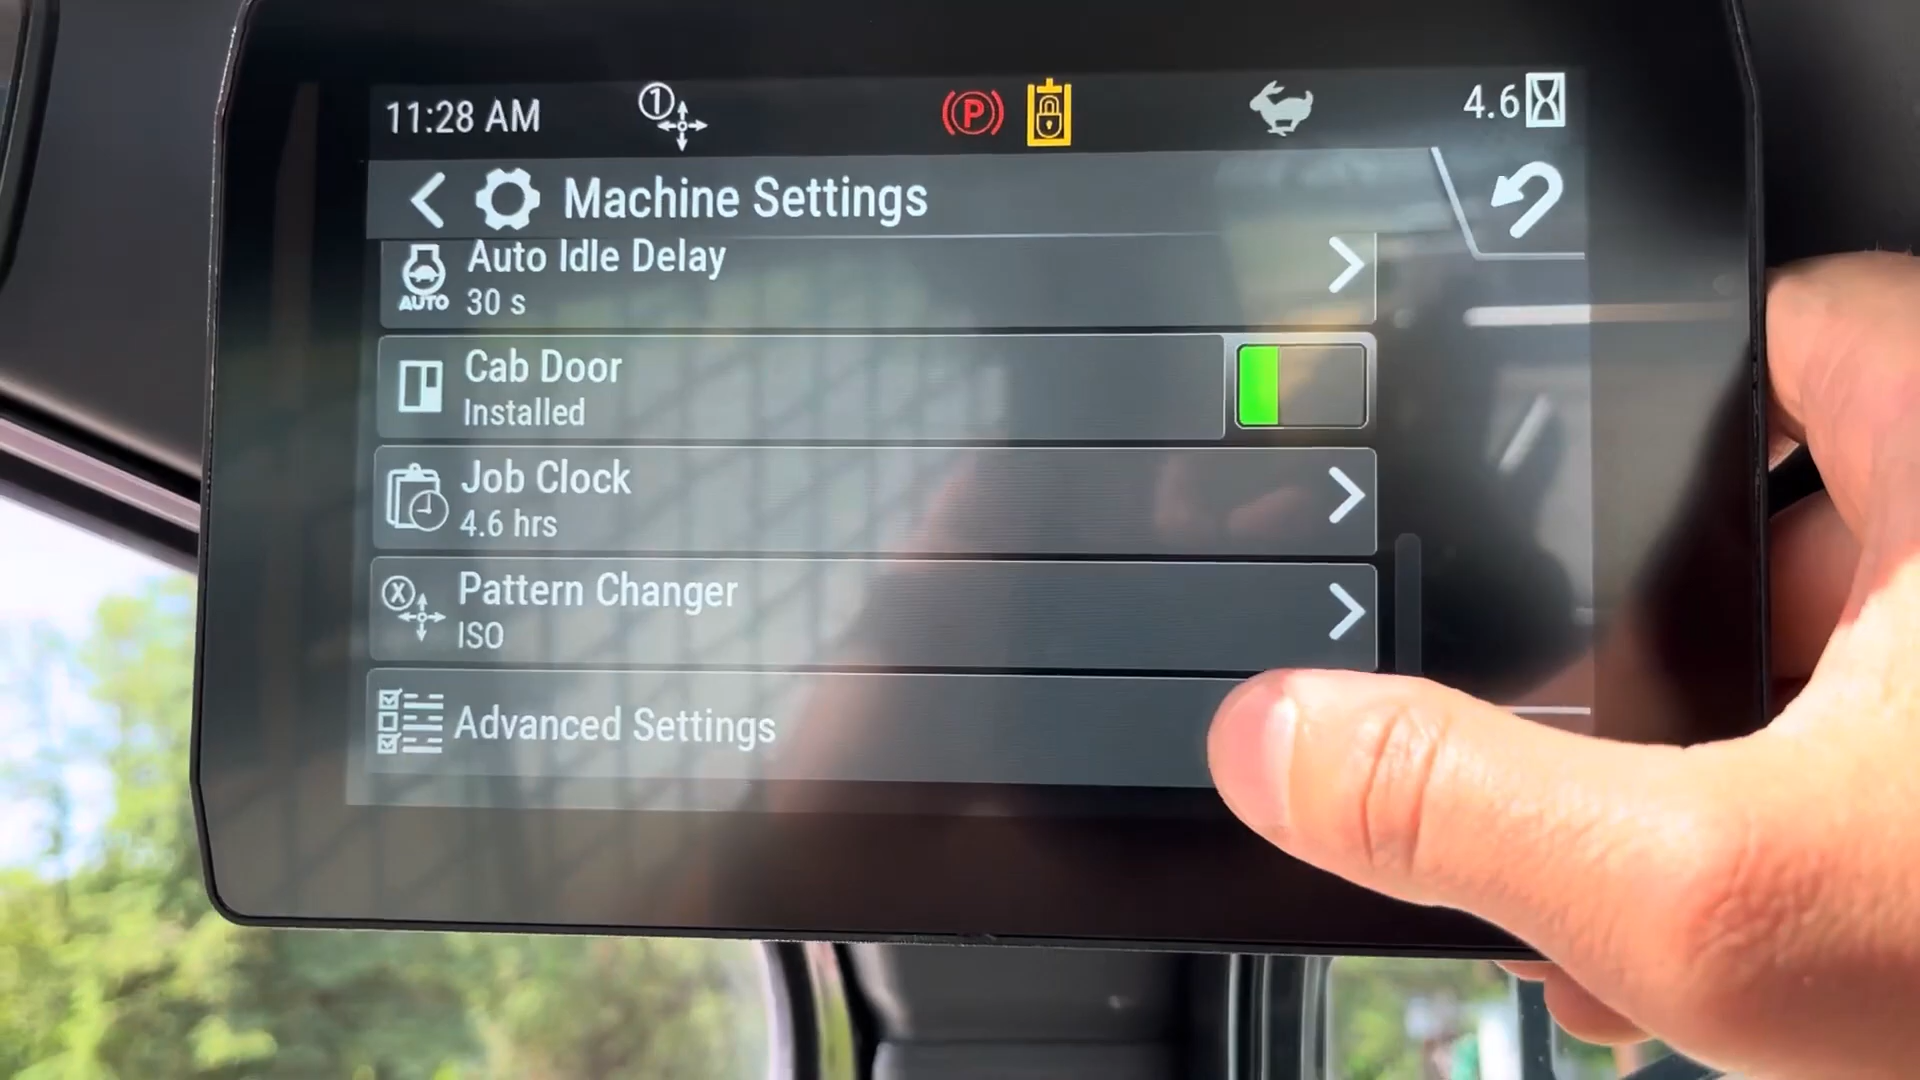 11:28 AM 1 P 4.6
Machine Settings
Auto Idle Delay
AUTO 30 s
Cab Door
Installed
Job Clock
4.6 hrs
X Pattern Changer
ISO
Advanced Settings